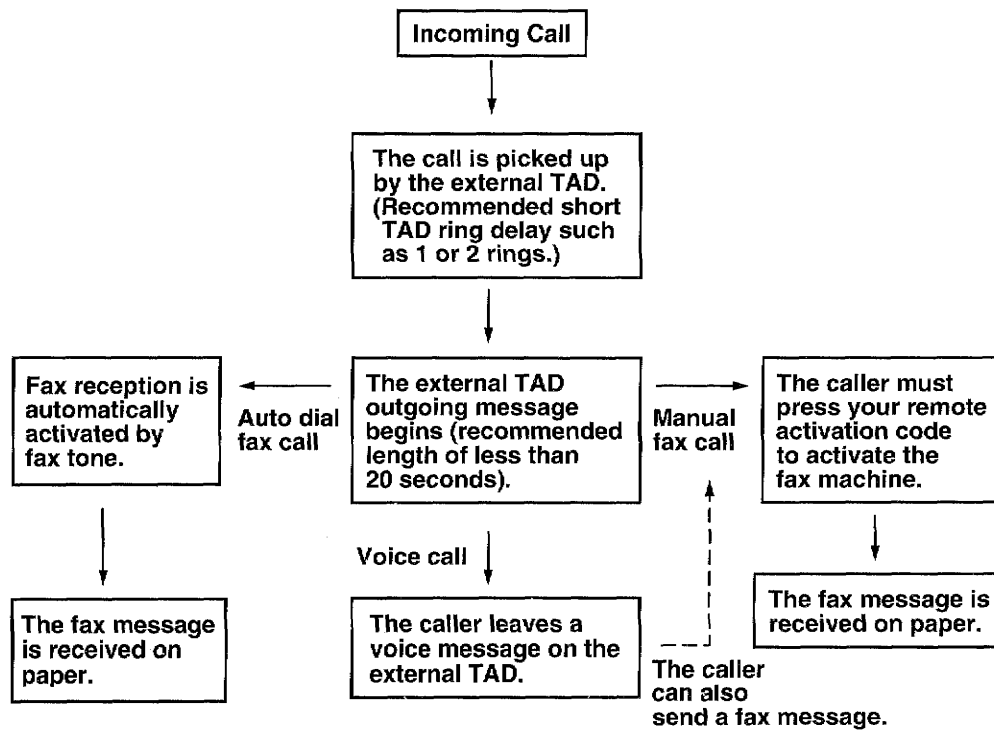 Incoming Call
The call is picked up
by the external TAD.
(Recommended short
TAD ring delay such
as 1 or 2 rings.)
Fax reception is
automatically
activated by
fax tone.
Auto dial
fax call
The external TAD
outgoing message
begins (recommended
length of less than
20 seconds).
Manual
fax call
The caller must
press your remote
activation code
to activate the
fax machine.
Voice call
The fax message
is received on
paper.
The caller leaves a
voice message on the
external TAD.
The caller
can also
send a fax message.
The fax message is
received on paper.